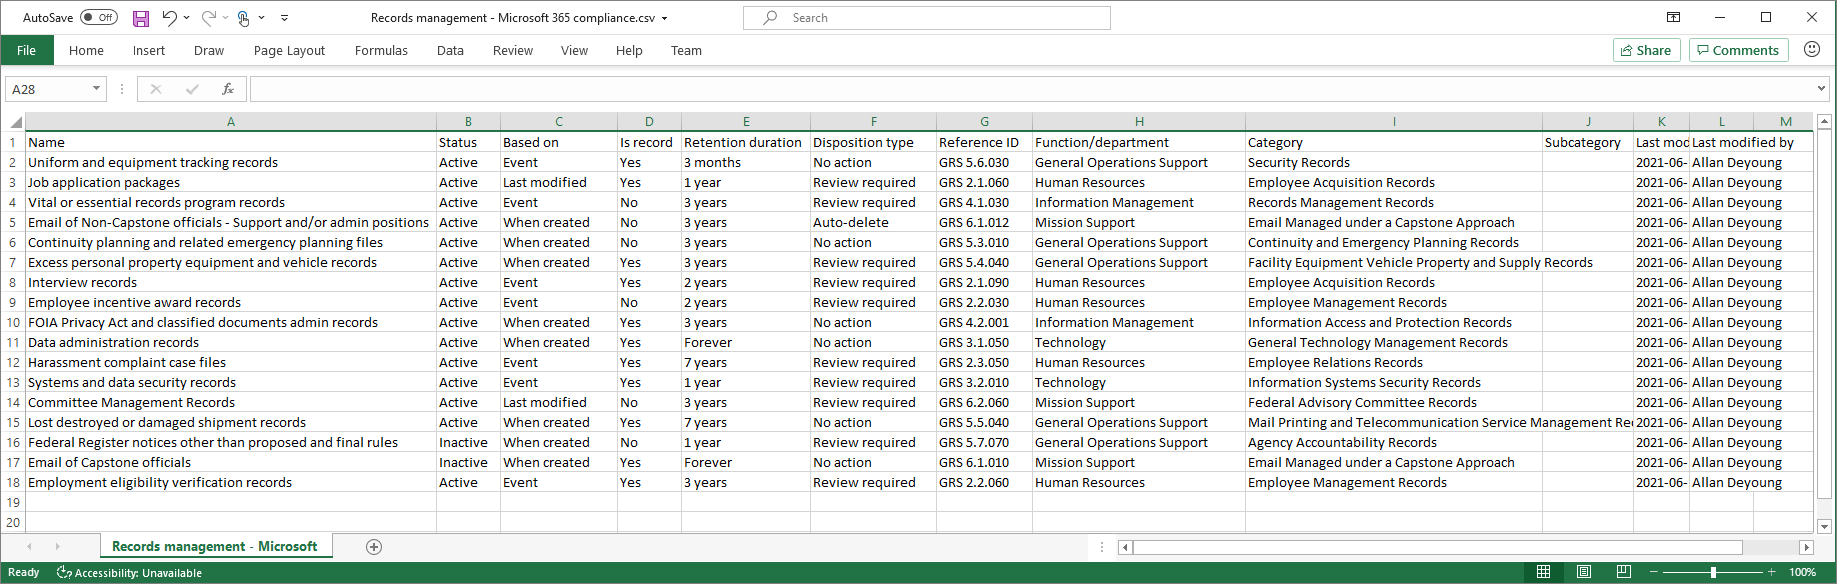 AutoSave Off Records management - Microsoft 365 compliance.csv Search
File Home Insert Draw Page Layout Formulas Data Review View Help Team Share Comments
A28 fx
A B C D E F G H I J K L M
1 Name Status Based on Is record Retention duration Disposition type Reference ID Function/department Category Subcategory Last mod Last modified by
2 Uniform and equipment tracking records Active Event Yes 3 months No action GRS 5.6.030 General Operations Support Security Records 2021-06- Allan Deyoung
3 Job application packages Active Last modified Yes 1 year Review required GRS 2.1.060 Human Resources Employee Acquisition Records 2021-06- Allan Deyoung
4 Vital or essential records program records Active Event No 3 years Review required GRS 4.1.030 Information Management Records Management Records 2021-06- Allan Deyoung
5 Email of Non-Capstone officials - Support and/or admin positions Active When created No 3 years Auto-delete GRS 6.1.012 Mission Support Email Managed under a Capstone Approach 2021-06- Allan Deyoung
6 Continuity planning and related emergency planning files Active When created No 3 years No action GRS 5.3.010 General Operations Support Continuity and Emergency Planning Records 2021-06- Allan Deyoung
7 Excess personal property equipment and vehicle records Active When created Yes 3 years Review required GRS 5.4.040 General Operations Support Facility Equipment Vehicle Property and Supply Records 2021-06- Allan Deyoung
8 Interview records Active Event Yes 2 years Review required GRS 2.1.090 Human Resources Employee Acquisition Records 2021-06- Allan Deyoung
9 Employee incentive award records Active Event No 2 years Review required GRS 2.2.030 Human Resources Employee Management Records 2021-06- Allan Deyoung
10 FOIA Privacy Act and classified documents admin records Active When created Yes 3 years No action GRS 4.2.001 Information Management Information Access and Protection Records 2021-06- Allan Deyoung
11 Data administration records Active When created Yes Forever No action GRS 3.1.050 Technology General Technology Management Records 2021-06- Allan Deyoung
12 Harassment complaint case files Active Event Yes 7 years Review required GRS 2.3.050 Human Resources Employee Relations Records 2021-06- Allan Deyoung
13 Systems and data security records Active Event Yes 1 year Review required GRS 3.2.010 Technology Information Systems Security Records 2021-06- Allan Deyoung
14 Committee Management Records Active Last modified No 3 years Review required GRS 6.2.060 Mission Support Federal Advisory Committee Records 2021-06- Allan Deyoung
15 Lost destroyed or damaged shipment records Active When created Yes 7 years No action GRS 5.5.040 General Operations Support Mail Printing and Telecommunication Service Management Re 2021-06- Allan Deyoung
16 Federal Register notices other than proposed and final rules Inactive When created No 1 year Review required GRS 5.7.070 General Operations Support Agency Accountability Records 2021-06- Allan Deyoung
17 Email of Capstone officials Inactive When created Yes Forever No action GRS 6.1.010 Mission Support Email Managed under a Capstone Approach 2021-06- Allan Deyoung
18 Employment eligibility verification records Active Event Yes 3 years Review required GRS 2.2.060 Human Resources Employee Management Records 2021-06- Allan Deyoung
19
20
Records management - Microsoft
Ready Accessibility: Unavailable 100%